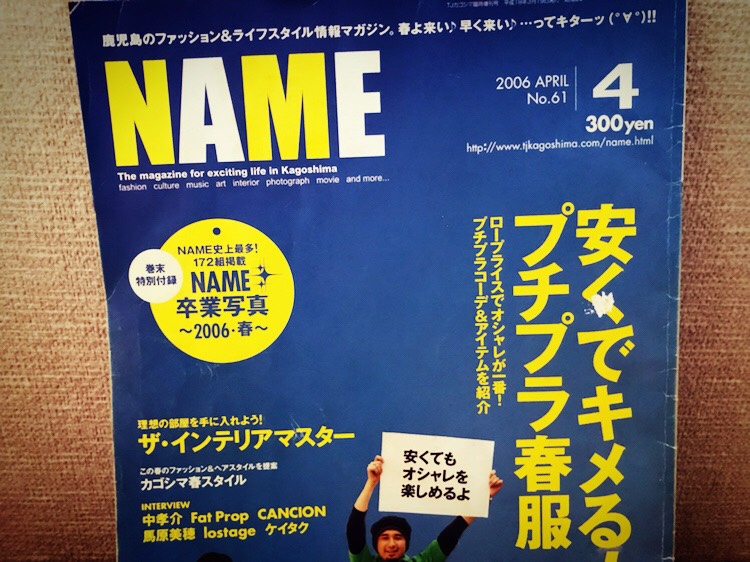 鹿児島のファッション&ライフスタイル情報マガジン。春よ来い♪早く来い♪…ってキターッ(°∀°)!!
NAME
The magazine for exciting life in Kagoshima
fashion culture music art interior photograph movie and more...
2006 APRIL
No.61
4
300yen
http://www.tjkagoshima.com/name.html
安くでキメる!
プチプラ春服
ロープライスでオシャレが一番!
プチプラコーデ&アイテムを紹介
巻末
特別付録
NAME史上最多!
172組掲載
NAME
卒業写真
〜2006・春〜
理想の部屋を手に入れよう!
ザ・インテリアマスター
この春のファッション&ヘアスタイルを提案
カゴシマ春スタイル
INTERVIEW
中孝介 Fat Prop CANCION
馬原美穂 lostage ケイタク
安くても
オシャレを
楽しめるよ